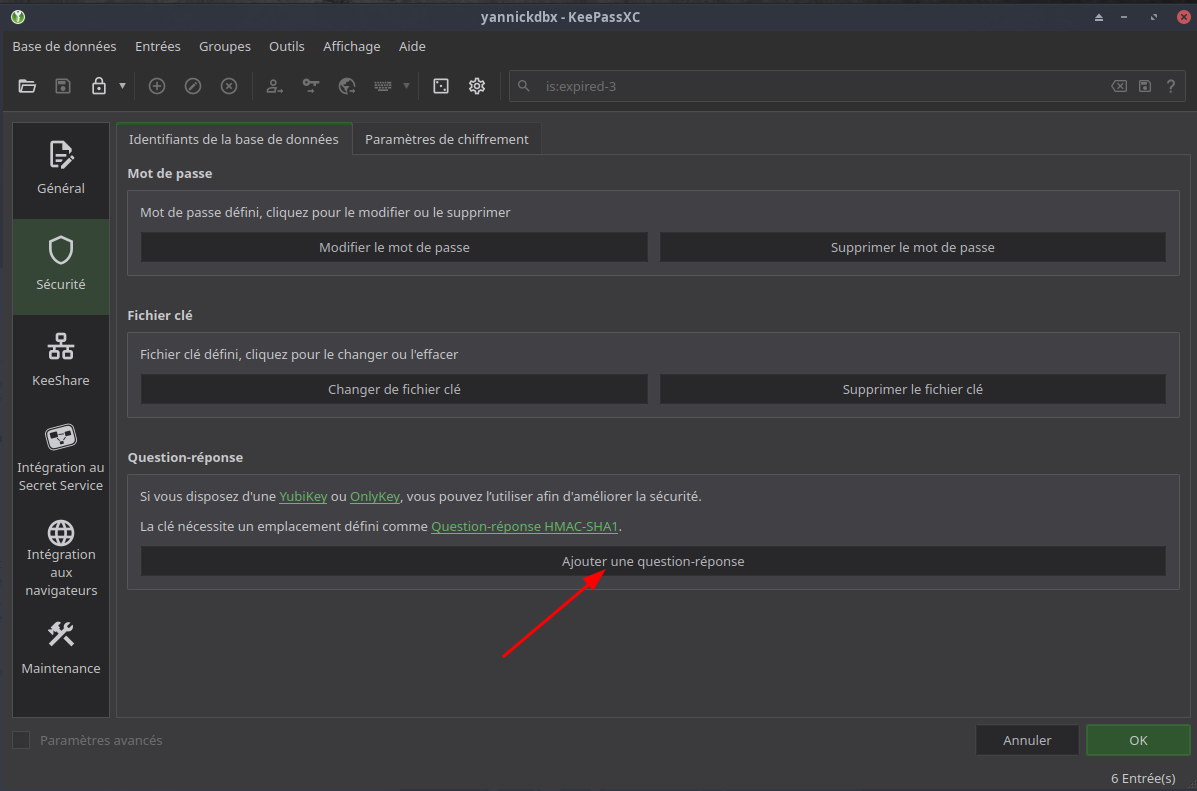 yannickdbx - KeePassXC
Base de données Entrées Groupes Outils Affichage Aide
is:expired-3
?
Général
Sécurité
KeeShare
Intégration au
Secret Service
Intégration
aux
navigateurs
Maintenance
Identifiants de la base de données Paramètres de chiffrement
Mot de passe
Mot de passe défini, cliquez pour le modifier ou le supprimer
Modifier le mot de passe Supprimer le mot de passe
Fichier clé
Fichier clé défini, cliquez pour le changer ou l'effacer
Changer de fichier clé Supprimer le fichier clé
Question-réponse
Si vous disposez d'une YubiKey ou OnlyKey, vous pouvez l’utiliser afin d'améliorer la sécurité.
La clé nécessite un emplacement défini comme Question-réponse HMAC-SHA1.
Ajouter une question-réponse
Paramètres avancés
Annuler OK
6 Entrée(s)